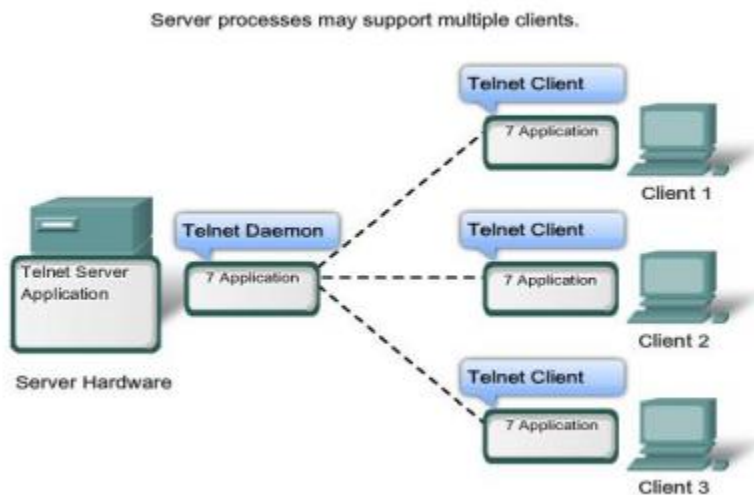 Server processes may support multiple clients.
Telnet Client
7 Application
Client 1
Telnet Daemon
7 Application
Telnet Server
Application
Server Hardware
Telnet Client
7 Application
Client 2
Telnet Client
7 Application
Client 3